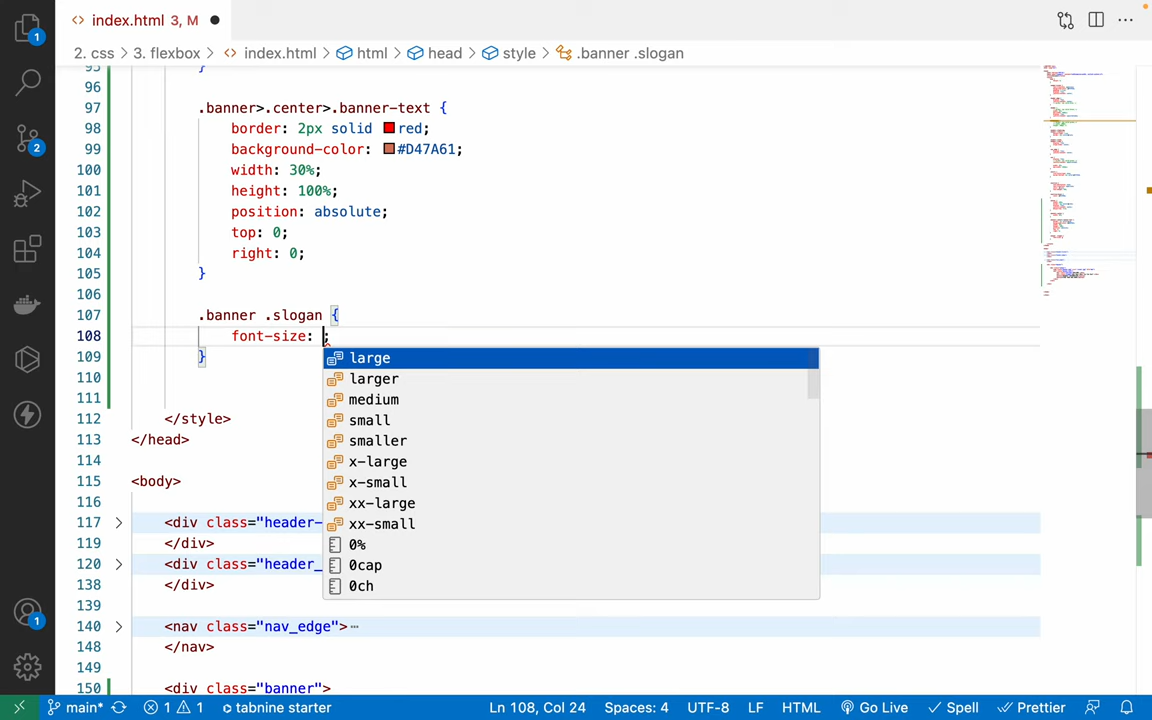 index.html 3, M
2. css > 3. flexbox > index.html > html > head > style > .banner .slogan
95 }
96
97 .banner>.center>.banner-text {
98 border: 2px solid red;
99 background-color: #D47A61;
100 width: 30%;
101 height: 100%;
102 position: absolute;
103 top: 0;
104 right: 0;
105 }
106
107 .banner .slogan {
108 font-size: ;
large
109 }
larger
110
medium
111
small
112 </style>
smaller
113 </head>
x-large
114
x-small
115 <body>
xx-large
116
xx-small
117 <div class="header-
0%
119 </div>
0cap
120 <div class="header_
0ch
138 </div>
139
140 <nav class="nav_edge">
148 </nav>
149
150 <div class="banner">
1
2
1
main* 1 1 tabnine starter Ln 108, Col 24 Spaces: 4 UTF-8 LF HTML Go Live Spell Prettier